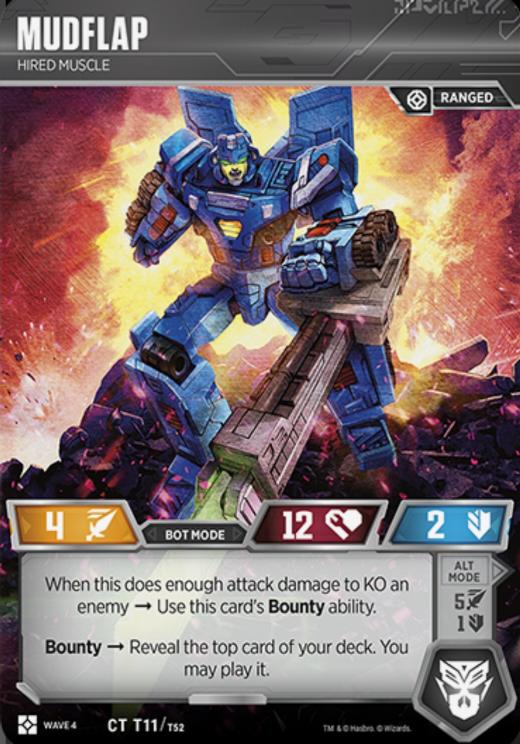 MUDFLAP
HIRED MUSCLE
RANGED
4
BOT MODE
12
2
When this does enough attack damage to KO an
enemy → Use this card's Bounty ability.
Bounty → Reveal the top card of your deck. You
may play it.
ALT
MODE
5
1
WAVE 4 CT T11/T52
TM & © Hasbro. © Wizards.